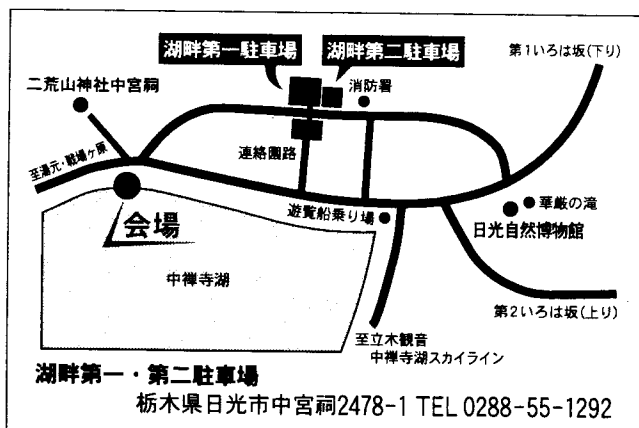 湖畔第一駐車場
湖畔第二駐車場
第1いろは坂(下り)
二荒山神社中宮祠
消防署
至湯元・戦場ヶ原
連絡園路
華厳の滝
会場
遊覧船乗り場
日光自然博物館
中禅寺湖
第2いろは坂(上り)
至立木観音
中禅寺湖スカイライン
湖畔第一・第二駐車場
栃木県日光市中宮祠2478-1 TEL 0288-55-1292